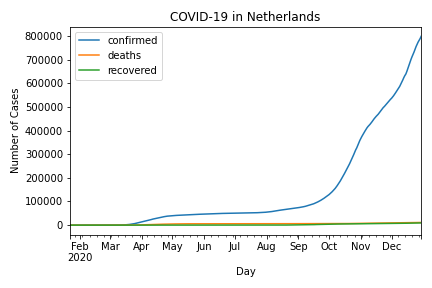 COVID-19 in Netherlands
confirmed
deaths
recovered
800000
700000
600000
500000
400000
300000
200000
100000
0
Number of Cases
Feb Mar Apr May Jun Jul Aug Sep Oct Nov Dec
2020
Day